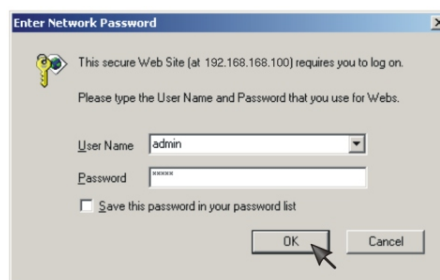 Enter Network Password
This secure Web Site (at 192.168.168.100) requires you to log on.
Please type the User Name and Password that you use for Webs.
User Name admin
Password *****
Save this password in your password list
OK Cancel